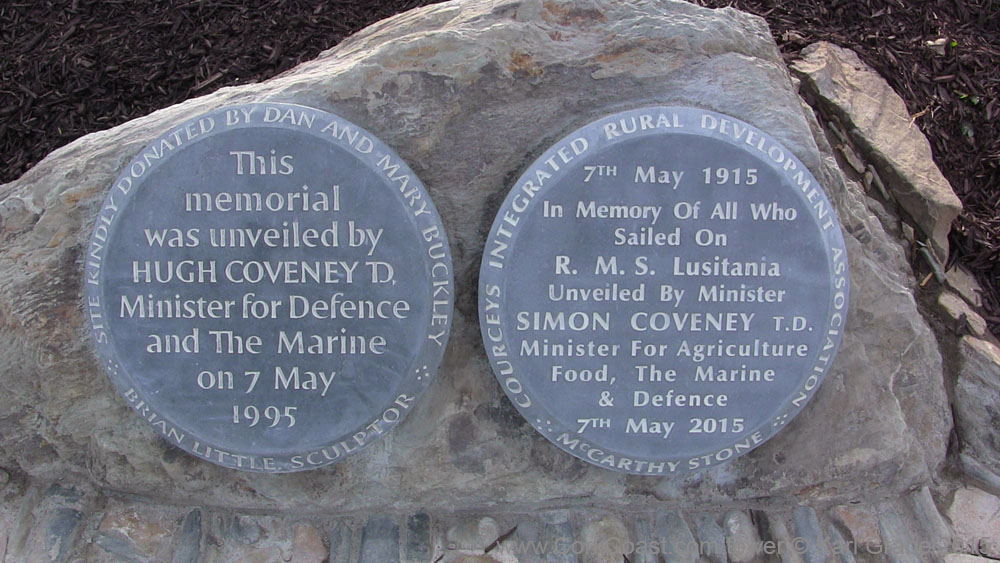 SITE KINDLY DONATED BY DAN AND MARY BUCKLEY
This
memorial
was unveiled by
HUGH COVENEY T.D.
Minister for Defence
and The Marine
on 7 May
1995
BRIAN LITTLE, SCULPTOR
COURCEYS INTEGRATED RURAL DEVELOPMENT ASSOCIATION
7TH May 1915
In Memory Of All Who
Sailed On
R. M. S. Lusitania
Unveiled By Minister
SIMON COVENEY T.D.
Minister For Agriculture
Food, The Marine
& Defence
7TH May 2015
McCARTHY STONE